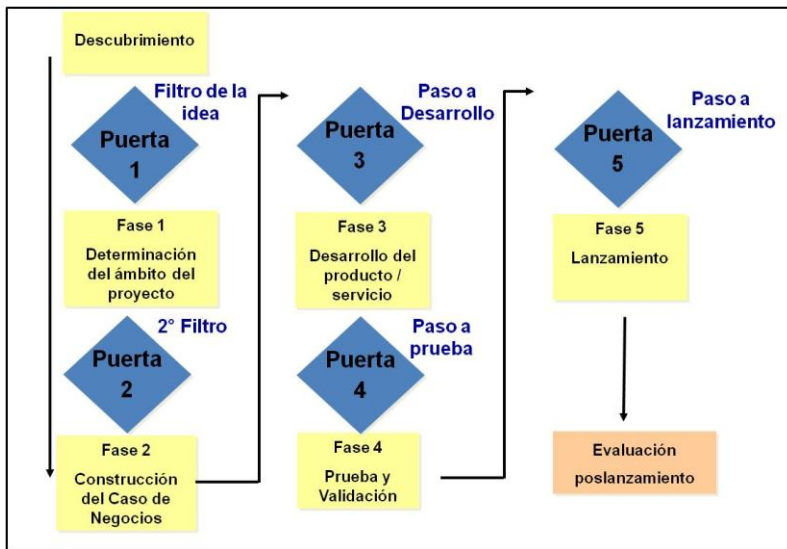 Descubrimiento
Filtro de la
idea
Puerta
1
Fase 1
Determinación
del ámbito del
proyecto
2° Filtro
Puerta
2
Fase 2
Construcción
del Caso de
Negocios
Paso a
Desarrollo
Puerta
3
Fase 3
Desarrollo del
producto /
servicio
Paso a
prueba
Puerta
4
Fase 4
Prueba y
Validación
Paso a
lanzamiento
Puerta
5
Fase 5
Lanzamiento
Evaluación
poslanzamiento